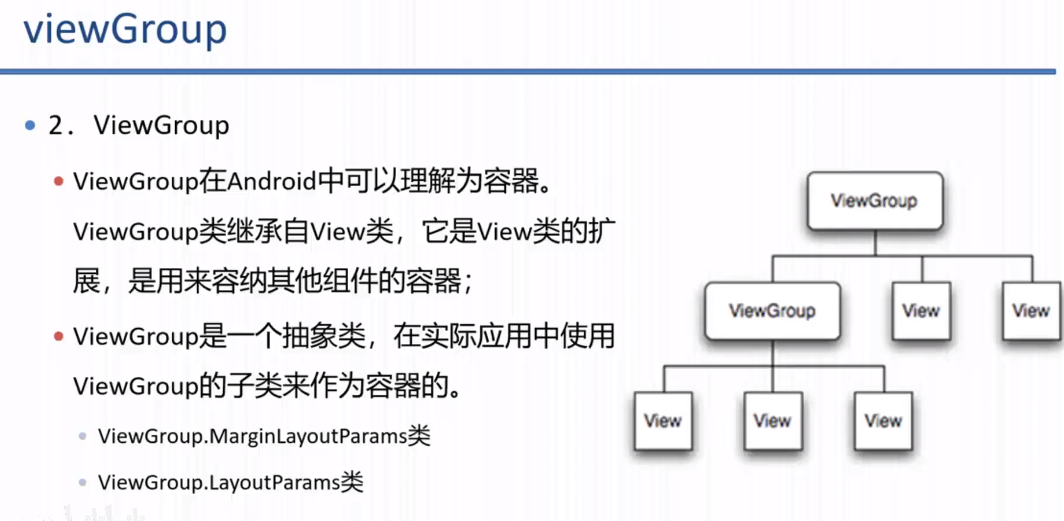 viewGroup
2．ViewGroup
ViewGroup在Android中可以理解为容器。
ViewGroup类继承自View类，它是View类的扩
展，是用来容纳其他组件的容器；
ViewGroup是一个抽象类，在实际应用中使用
ViewGroup的子类来作为容器的。
ViewGroup.MarginLayoutParams类
ViewGroup.LayoutParams类
ViewGroup
ViewGroup
View
View
View
View
View